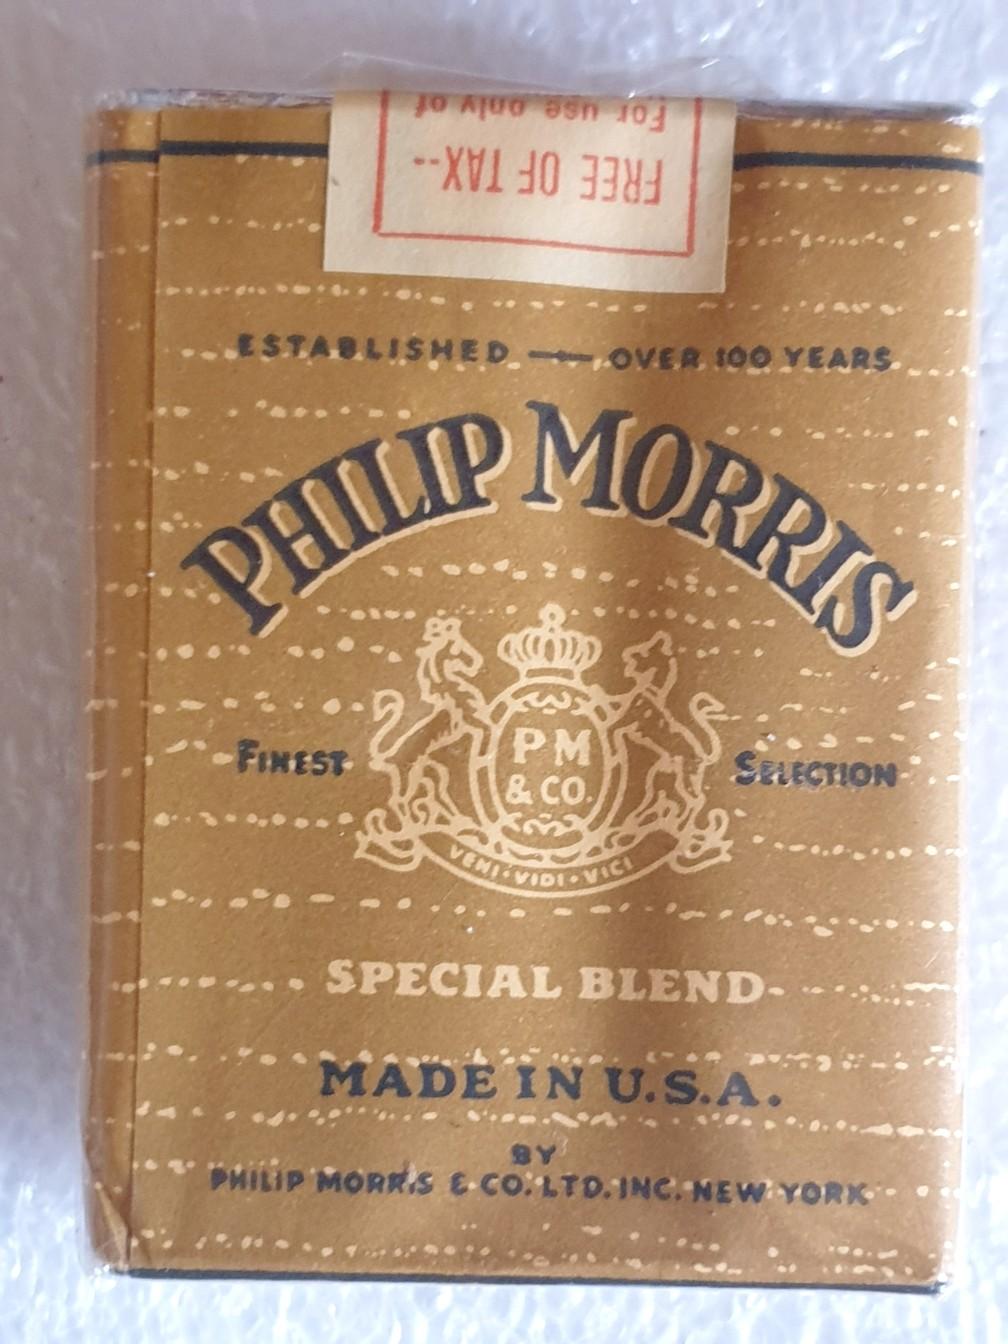 For use only of
FREE OF TAX--
ESTABLISHED — OVER 100 YEARS
PHILIP MORRIS
PM
& CO.
FINEST SELECTION
VENI · VIDI · VICI
SPECIAL BLEND
MADE IN U.S.A.
BY
PHILIP MORRIS & CO. LTD. INC. NEW YORK